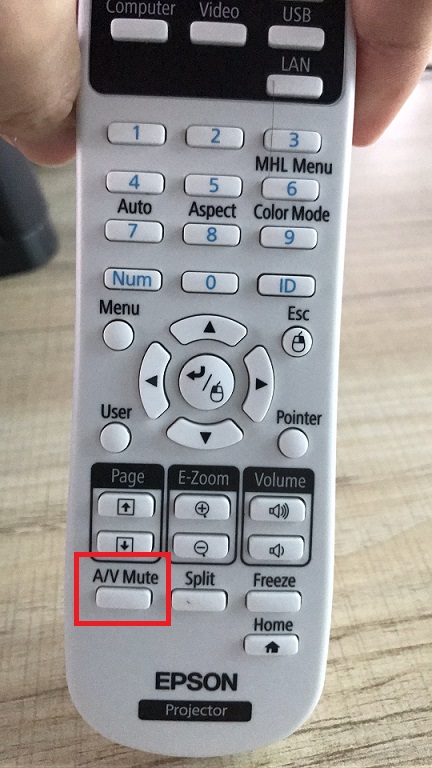 Computer Video USB
LAN
1 2 3
MHL Menu
4 5 6
Auto Aspect Color Mode
7 8 9
Num 0 ID
Menu Esc
User Pointer
Page E-Zoom Volume
A/V Mute Split Freeze
Home
EPSON
Projector